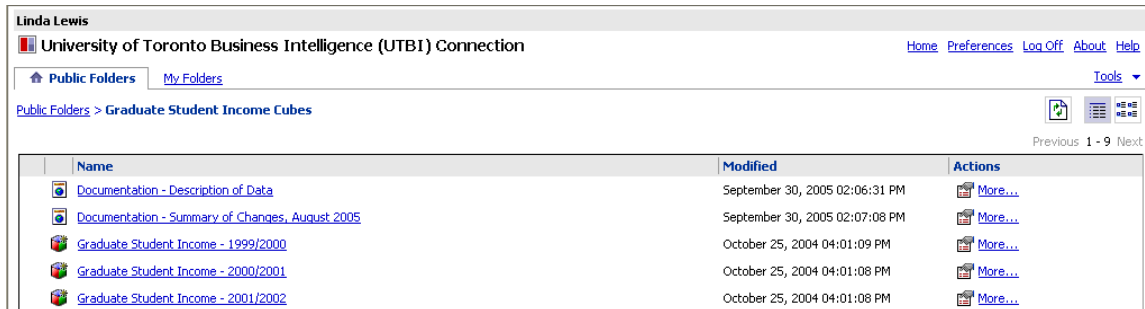 Linda Lewis
University of Toronto Business Intelligence (UTBI) Connection
Home Preferences Log Off About Help
Public Folders My Folders Tools
Public Folders > Graduate Student Income Cubes
Previous 1 - 9 Next
Name Modified Actions
Documentation - Description of Data September 30, 2005 02:06:31 PM More...
Documentation - Summary of Changes, August 2005 September 30, 2005 02:07:08 PM More...
Graduate Student Income - 1999/2000 October 25, 2004 04:01:09 PM More...
Graduate Student Income - 2000/2001 October 25, 2004 04:01:08 PM More...
Graduate Student Income - 2001/2002 October 25, 2004 04:01:08 PM More...